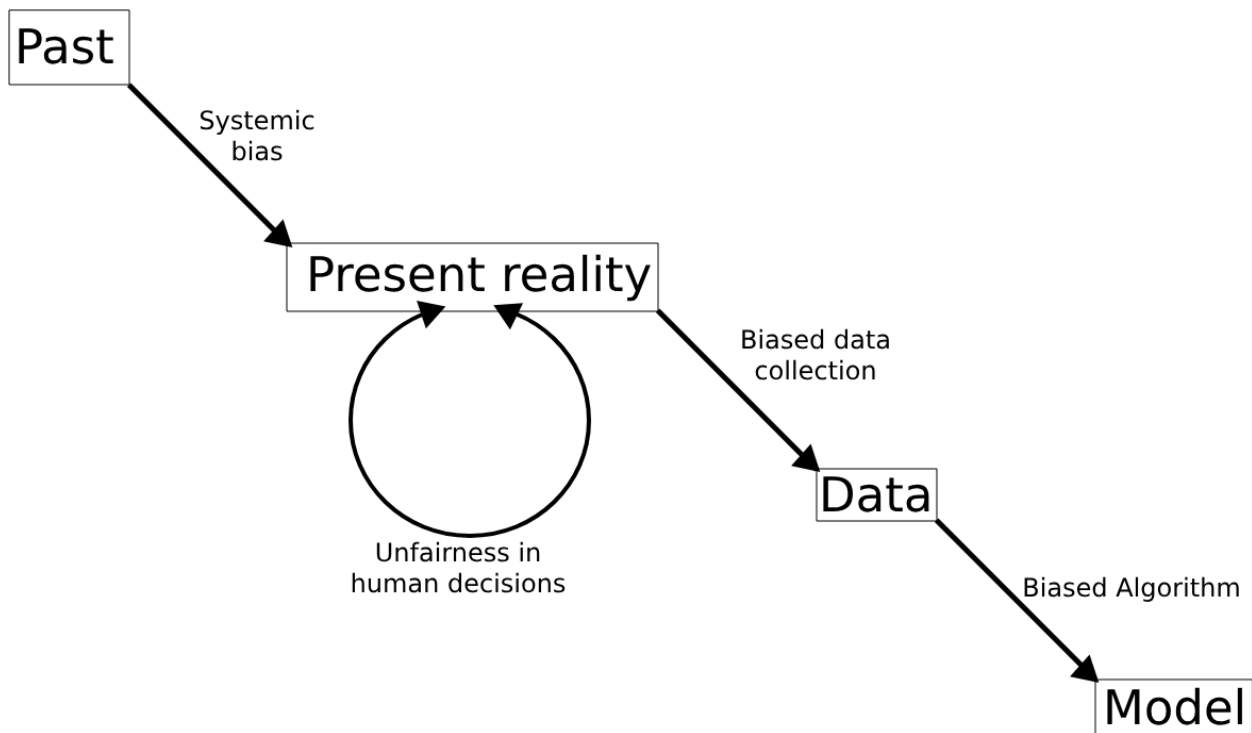 Past
Systemic
bias
Present reality
Biased data
collection
Data
Unfairness in
human decisions
Biased Algorithm
Model